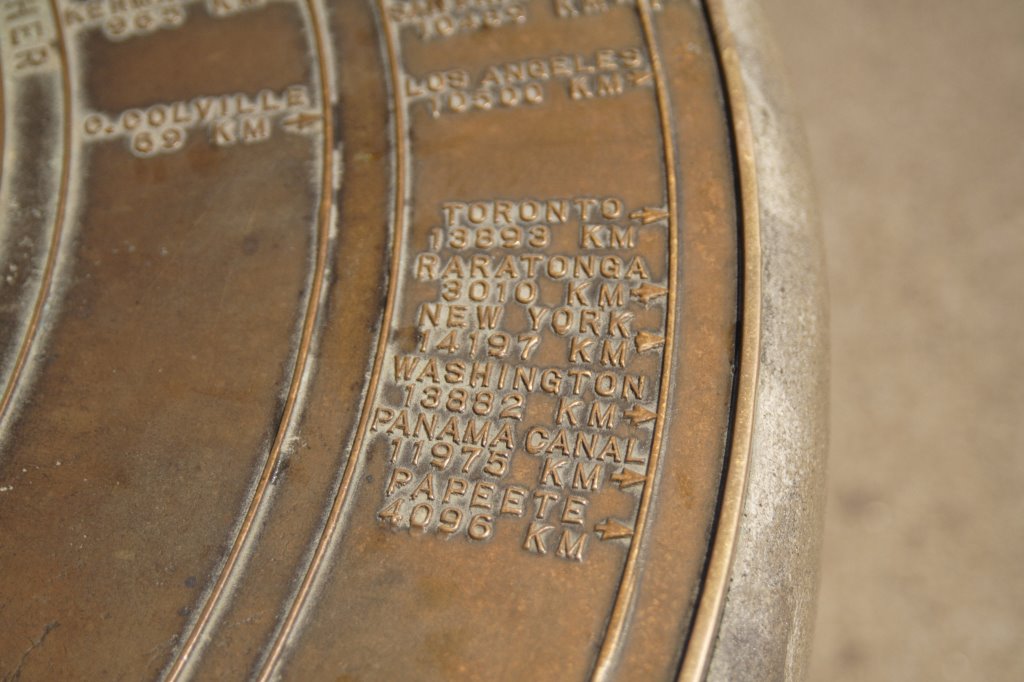 HER
C. COLVILLE
69 KM
LOS ANGELES
10500 KM
TORONTO
13893 KM
RARATONGA
3010 KM
NEW YORK
14197 KM
WASHINGTON
13882 KM
PANAMA CANAL
11975 KM
PAPEETE
4096 KM